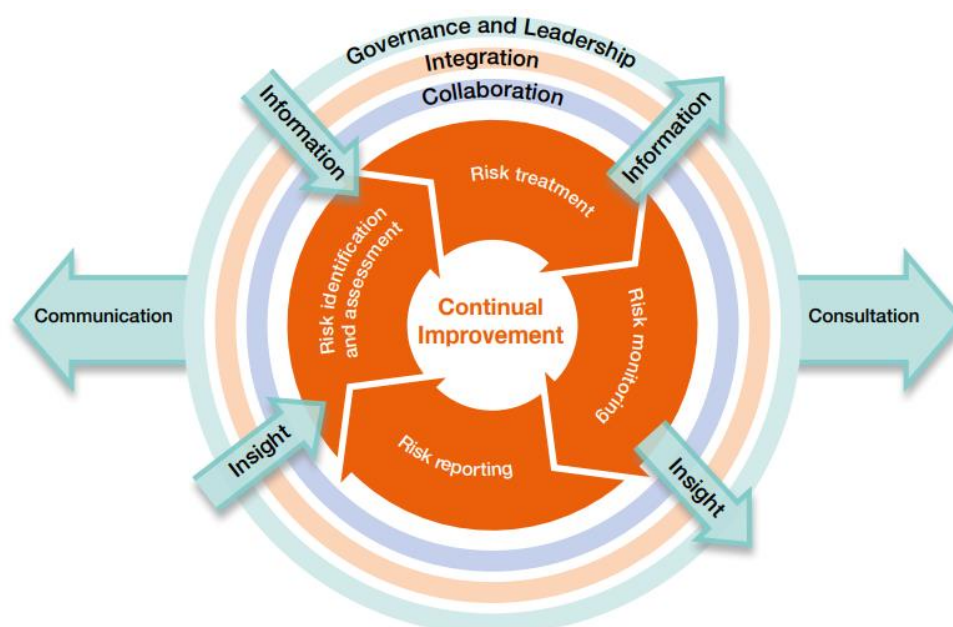 Governance and Leadership
Integration
Collaboration
Information
Information
Risk treatment
Risk identification
and assessment
Continual
Improvement
Communication
Consultation
Risk monitoring
Risk reporting
Insight
Insight